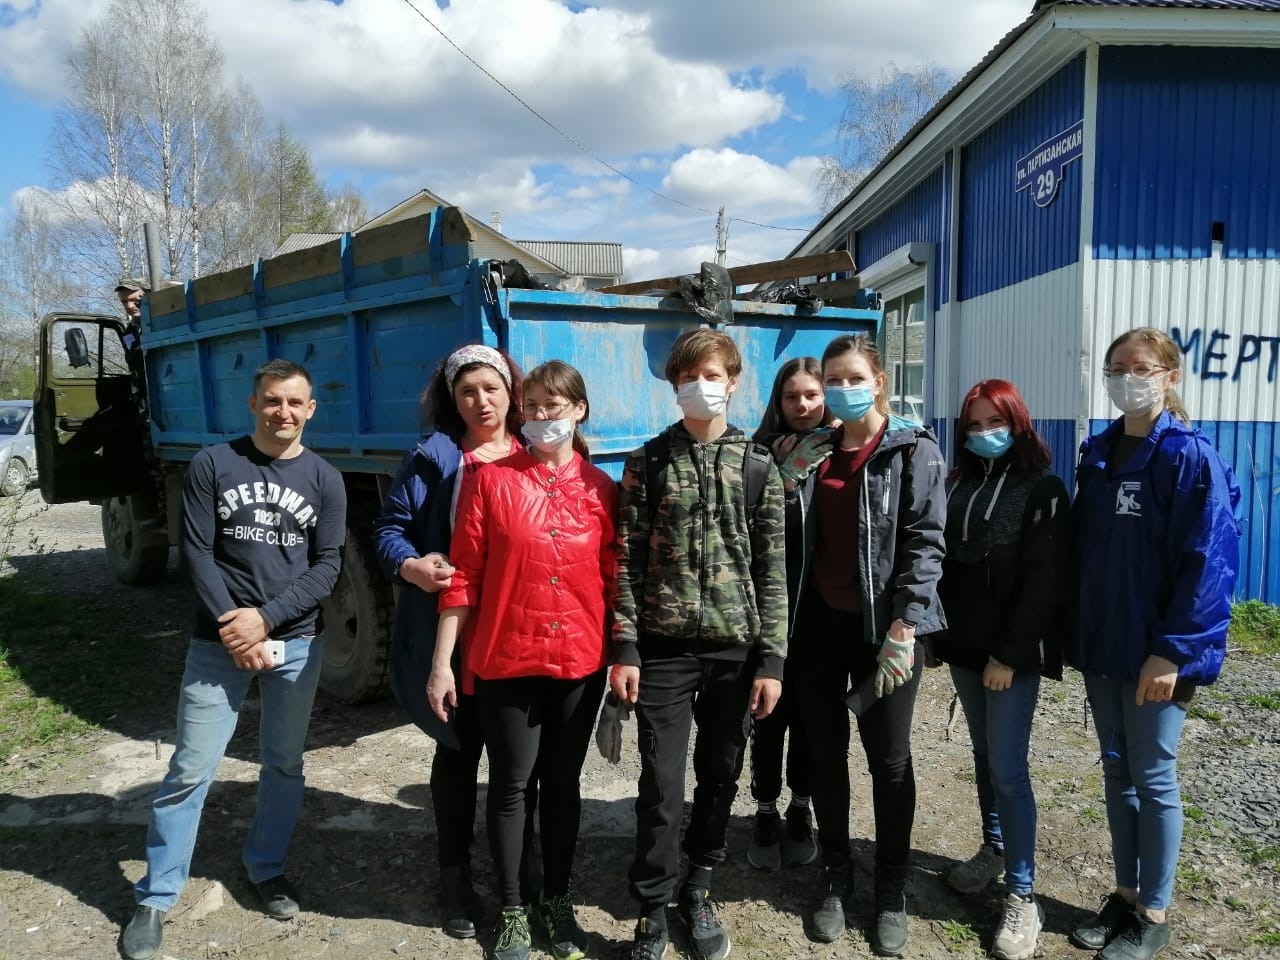 ул. ПАРТИЗАНСКАЯ
29
МЕРТ
SPEEDWAY
1923
=BIKE CLUB=